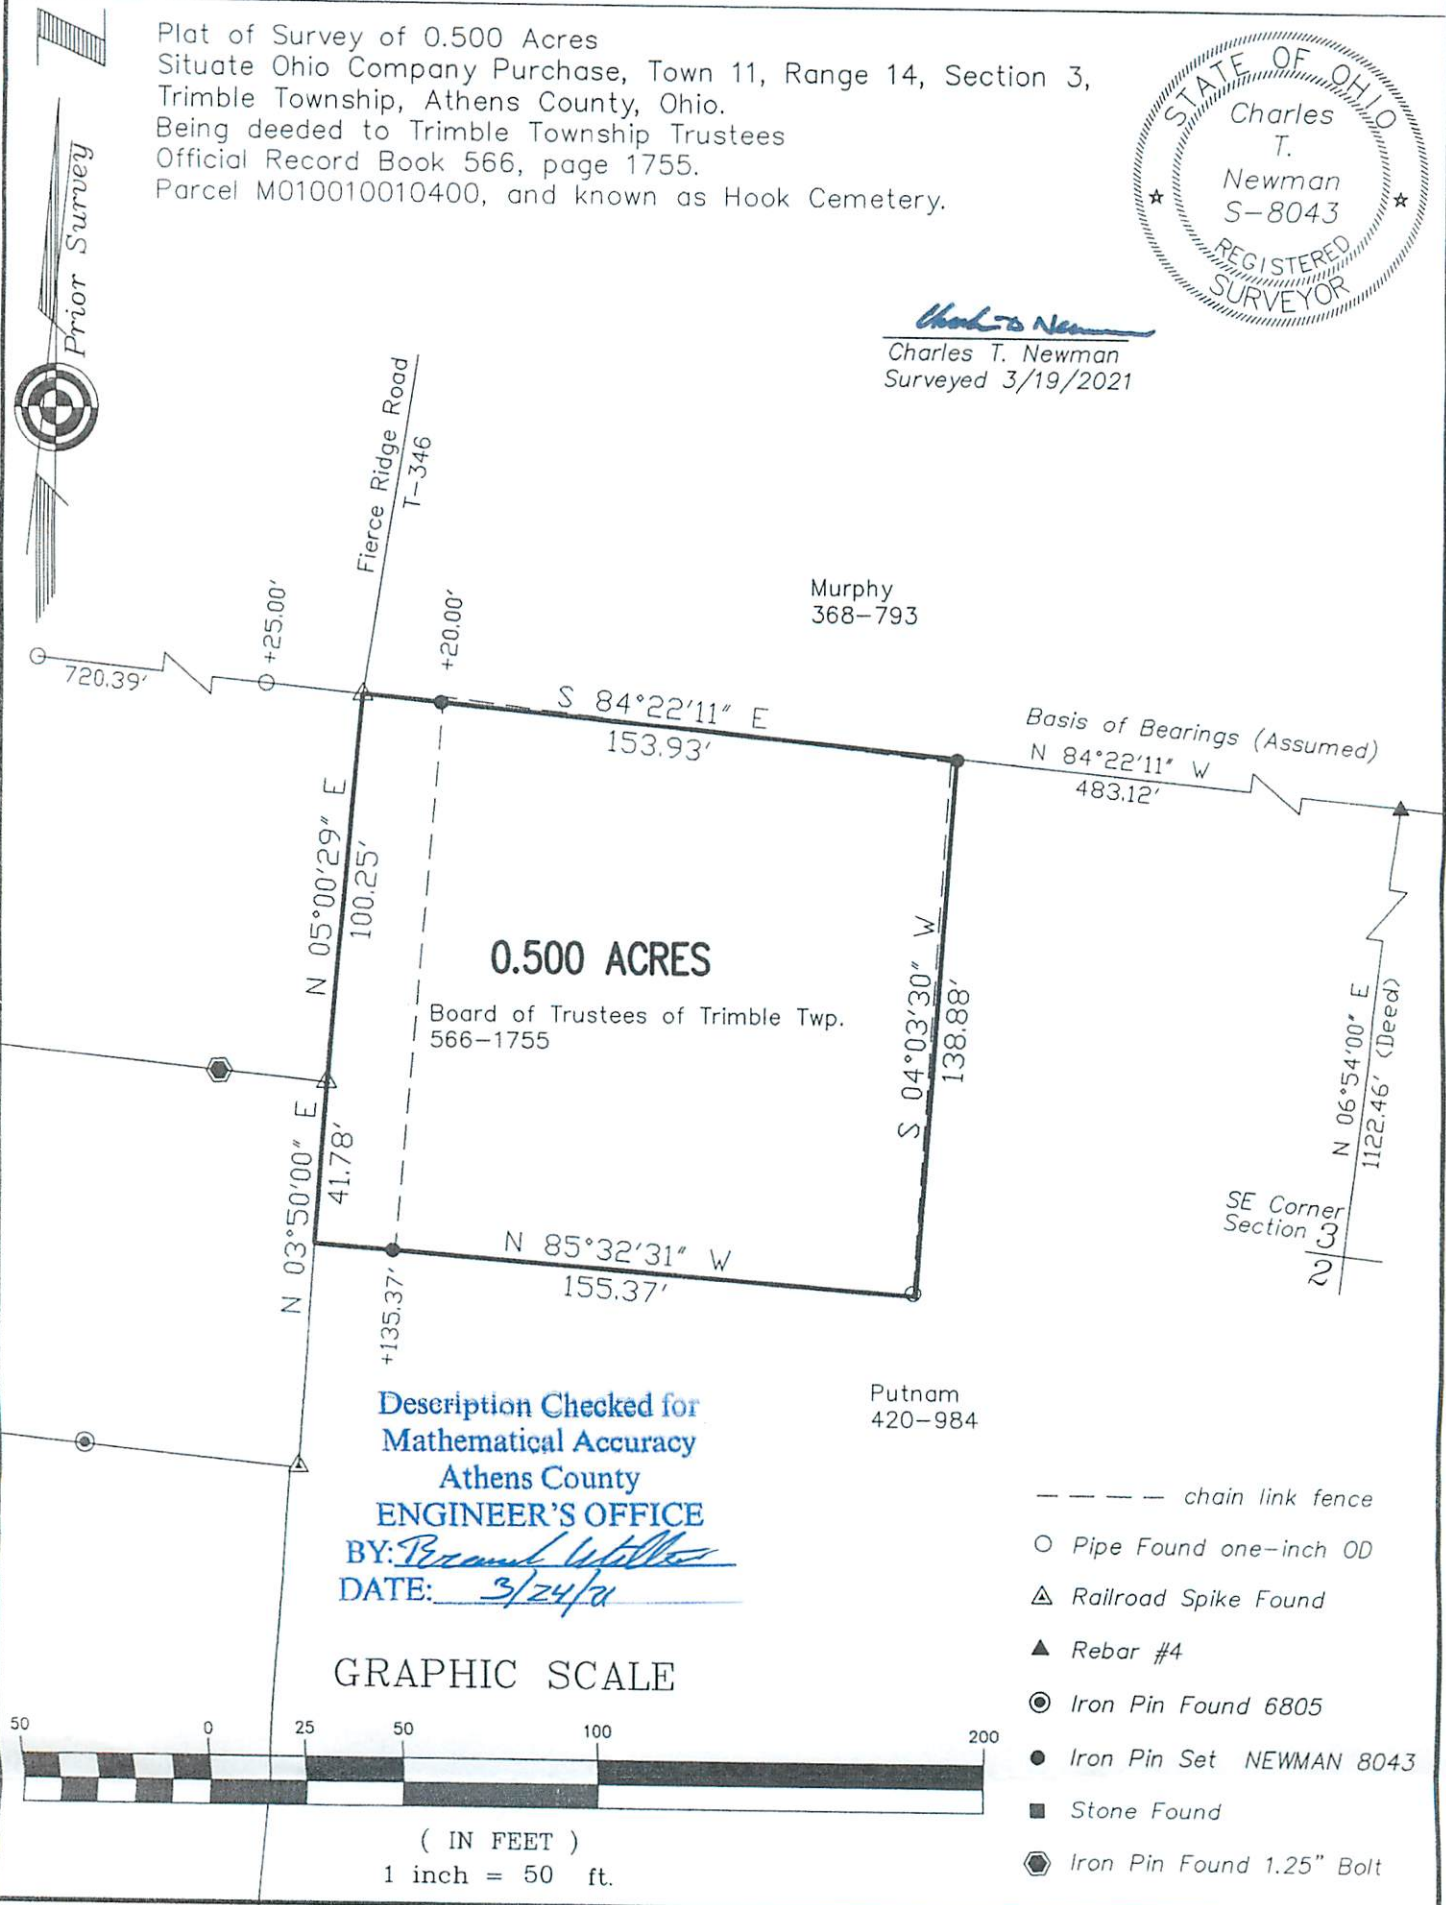 Plat of Survey of 0.500 Acres
Situate Ohio Company Purchase, Town 11, Range 14, Section 3,
Trimble Township, Athens County, Ohio.
Being deeded to Trimble Township Trustees
Official Record Book 566, page 1755.
Parcel M010010010400, and known as Hook Cemetery.
STATE OF OHIO
Charles
T.
Newman
S-8043
REGISTERED
SURVEYOR
Prior Survey
Charles T. Newman
Surveyed 3/19/2021
Fierce Ridge Road
T-346
Murphy
368-793
+25.00'
+20.00'
720.39'
S 84°22'11" E
153.93'
Basis of Bearings (Assumed)
N 84°22'11" W
483.12'
N 05°00'29" E
100.25'
0.500 ACRES
Board of Trustees of Trimble Twp.
566-1755
S 04°03'30" W
138.88'
N 06°54'00" E
1122.46' (Deed)
N 03°50'00" E
41.78'
SE Corner
Section 3
2
N 85°32'31" W
155.37'
+135.37'
Putnam
420-984
Description Checked for
Mathematical Accuracy
Athens County
ENGINEER'S OFFICE
BY:
DATE: 3/24/21
chain link fence
Pipe Found one-inch OD
Railroad Spike Found
Rebar #4
Iron Pin Found 6805
Iron Pin Set NEWMAN 8043
Stone Found
Iron Pin Found 1.25" Bolt
GRAPHIC SCALE
50 0 25 50 100 200
( IN FEET )
1 inch = 50 ft.